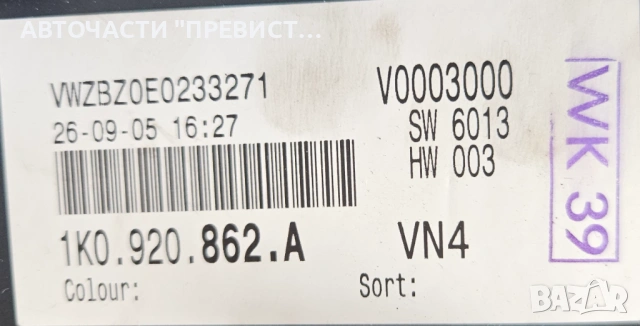 АВТОЧАСТИ "ПРЕВИСТ...
VWZBZ0E0233271
V0003000
26-09-05 16:27
SW 6013
HW 003
1K0.920.862.A
VN4
Colour:
Sort:
WK 39
BAZAR